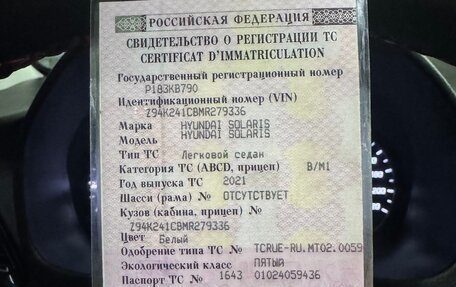 РОССИЙСКАЯ ФЕДЕРАЦИЯ
СВИДЕТЕЛЬСТВО О РЕГИСТРАЦИИ ТС
CERTIFICAT D'IMMATRICULATION
Государственный регистрационный номер
Р183КВ790
Идентификационный номер (VIN)
Z94K241CBMR279336
Марка HYUNDAI SOLARIS
Модель HYUNDAI SOLARIS
Тип ТС Легковой седан
Категория ТС (ABCD, прицеп) B/M1
Год выпуска ТС 2021
Шасси (рама) № ОТСУТСТВУЕТ
Кузов (кабина, прицеп) №
Z94K241CBMR279336
Цвет Белый
Одобрение типа ТС № TCRUE-RU.MT02.0059
Экологический класс ПЯТЫЙ
Паспорт ТС № 1643 01024059436